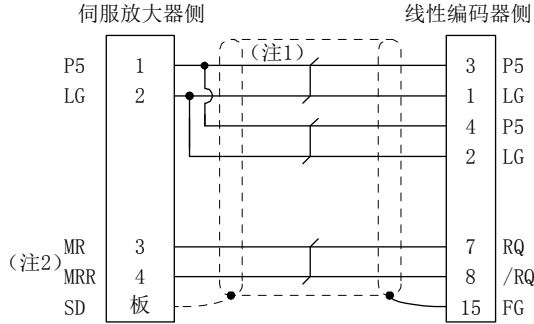 伺服放大器侧 线性编码器侧
(注1)
P5 1 3 P5
LG 2 1 LG
4 P5
2 LG
(注2)
MR 3 7 RQ
MRR 4 8 /RQ
SD 板 15 FG